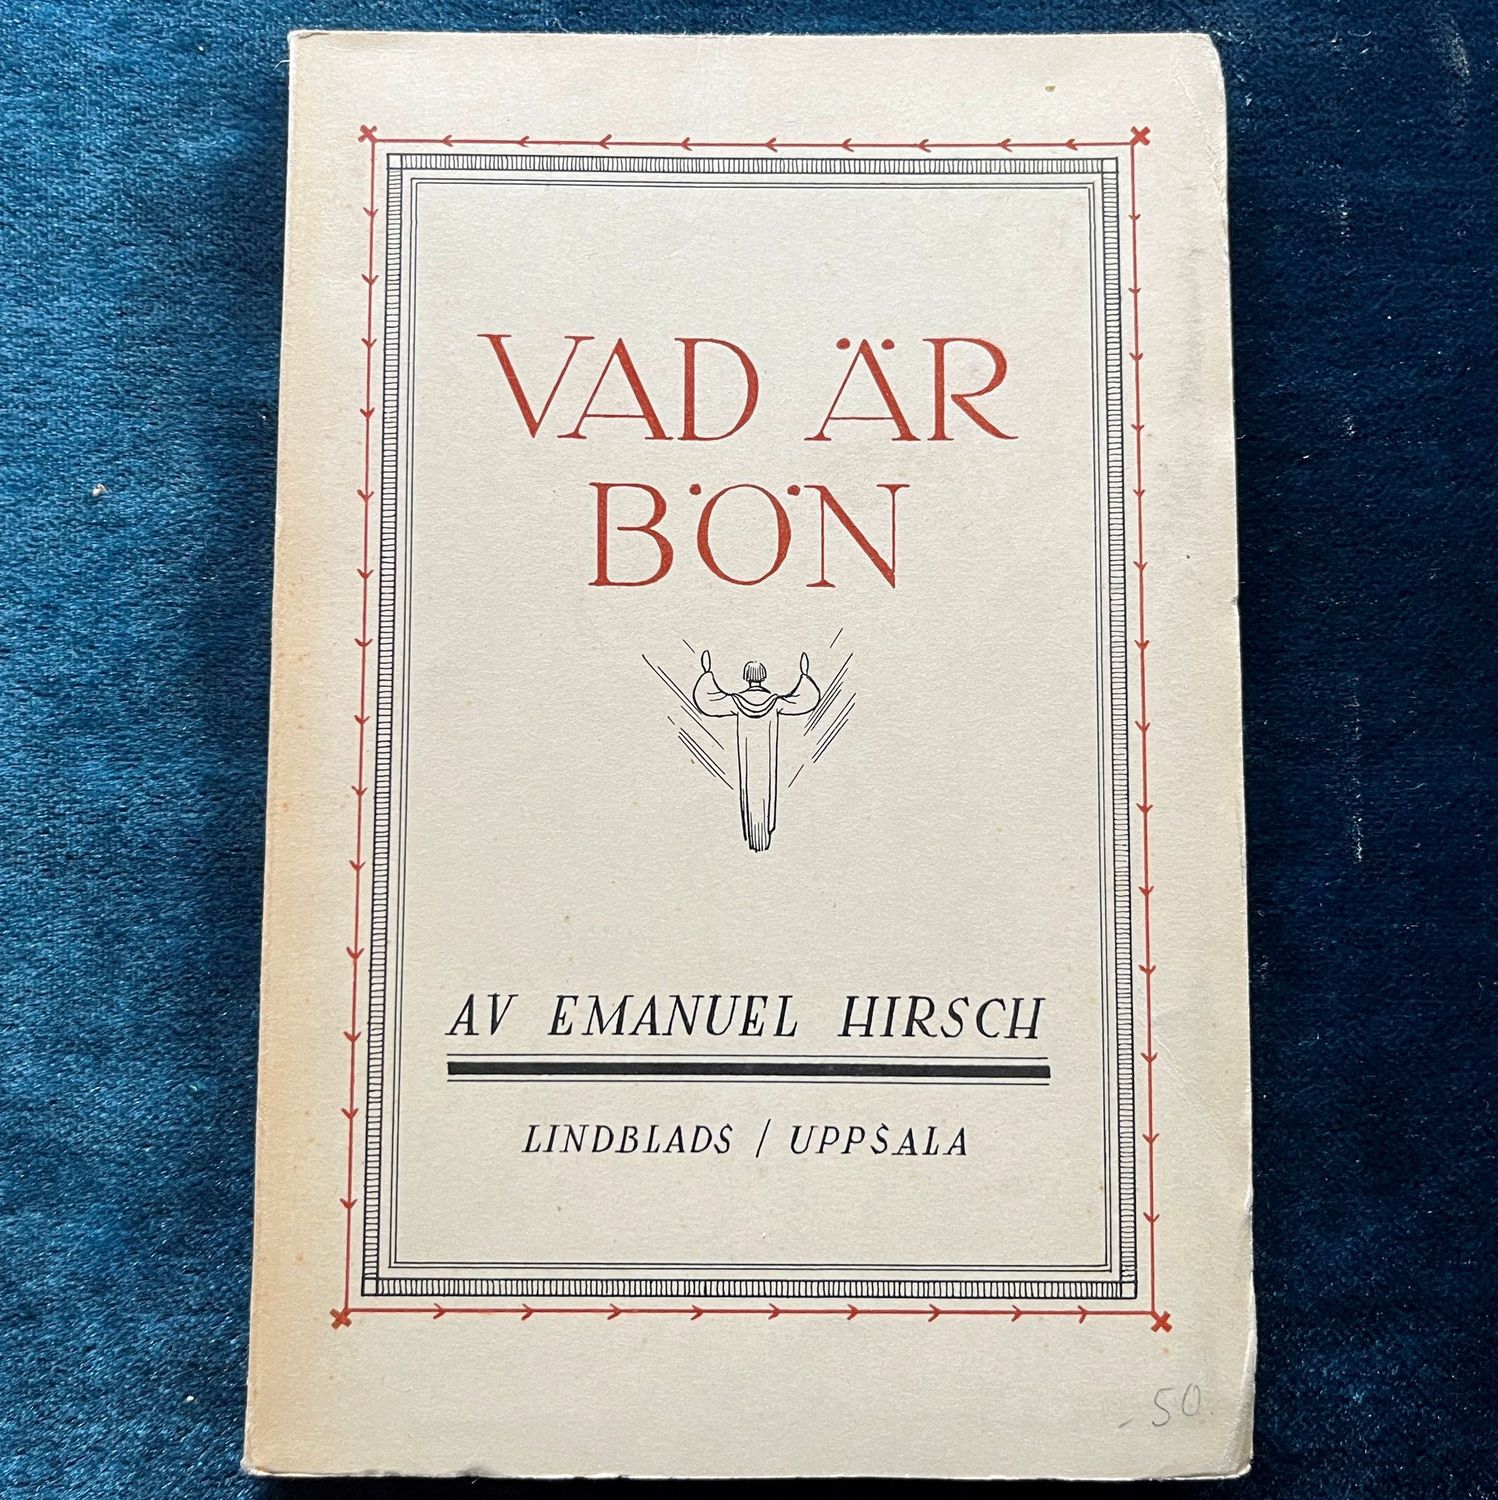 VAD ÄR
BÖN
AV EMANUEL HIRSCH
LINDBLADS / UPPSALA
-50.